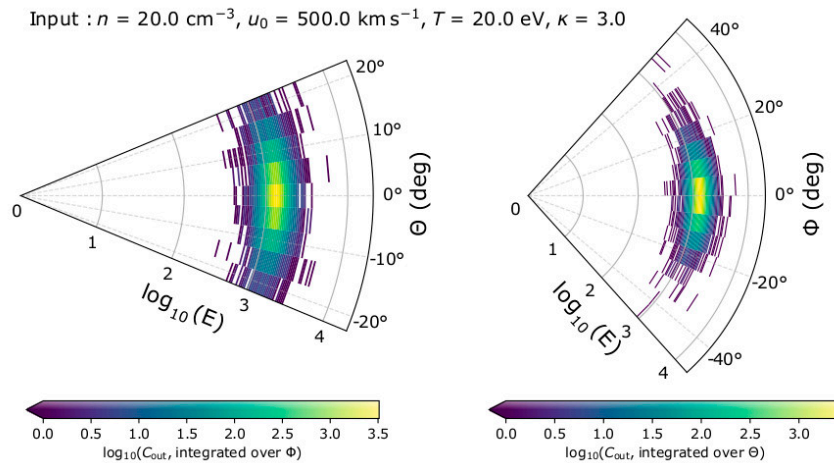 Input : n = 20.0 cm⁻³, u₀ = 500.0 km s⁻¹, T = 20.0 eV, κ = 3.0
20°
10°
0°
-10°
-20°
Θ (deg)
0
1
2
3
4
log₁₀(E)
40°
20°
0°
-20°
-40°
Φ (deg)
0
1
2
3
4
log₁₀(E)
0.0 0.5 1.0 1.5 2.0 2.5 3.0 3.5
log₁₀(Cout, integrated over Φ)
0.0 0.5 1.0 1.5 2.0 2.5 3.0
log₁₀(Cout, integrated over Θ)